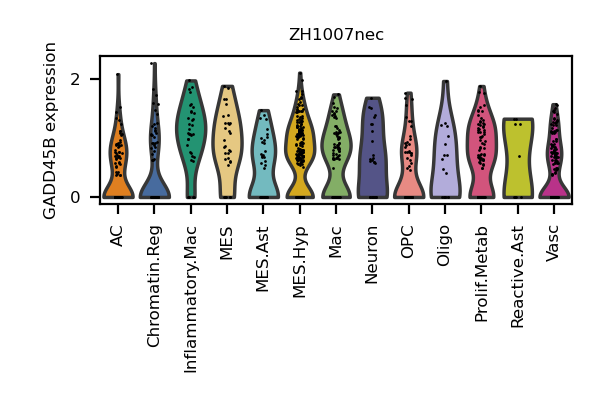 ZH1007nec
GADD45B expression
2
0
AC
Chromatin.Reg
Inflammatory.Mac
MES
MES.Ast
MES.Hyp
Mac
Neuron
OPC
Oligo
Prolif.Metab
Reactive.Ast
Vasc